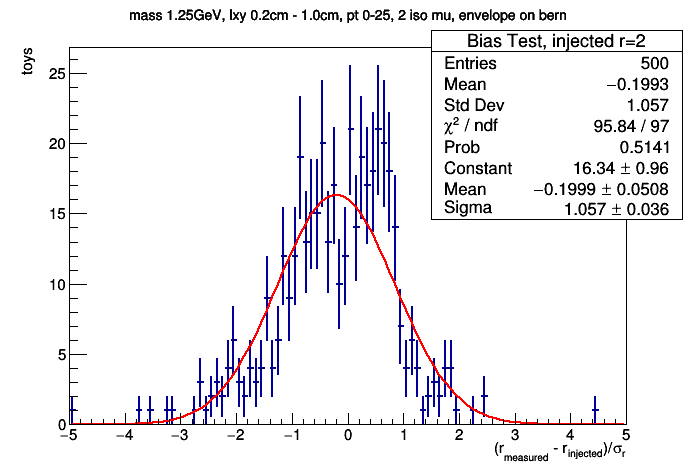 mass 1.25GeV, lxy 0.2cm - 1.0cm, pt 0-25, 2 iso mu, envelope on bern
toys
Bias Test, injected r=2
Entries 500
Mean −0.1993
Std Dev 1.057
χ² / ndf 95.84 / 97
Prob 0.5141
Constant 16.34 ± 0.96
Mean −0.1999 ± 0.0508
Sigma 1.057 ± 0.036
25
20
15
10
5
0
−5 −4 −3 −2 −1 0 1 2 3 4 5
(r_measured - r_injected)/σ_r